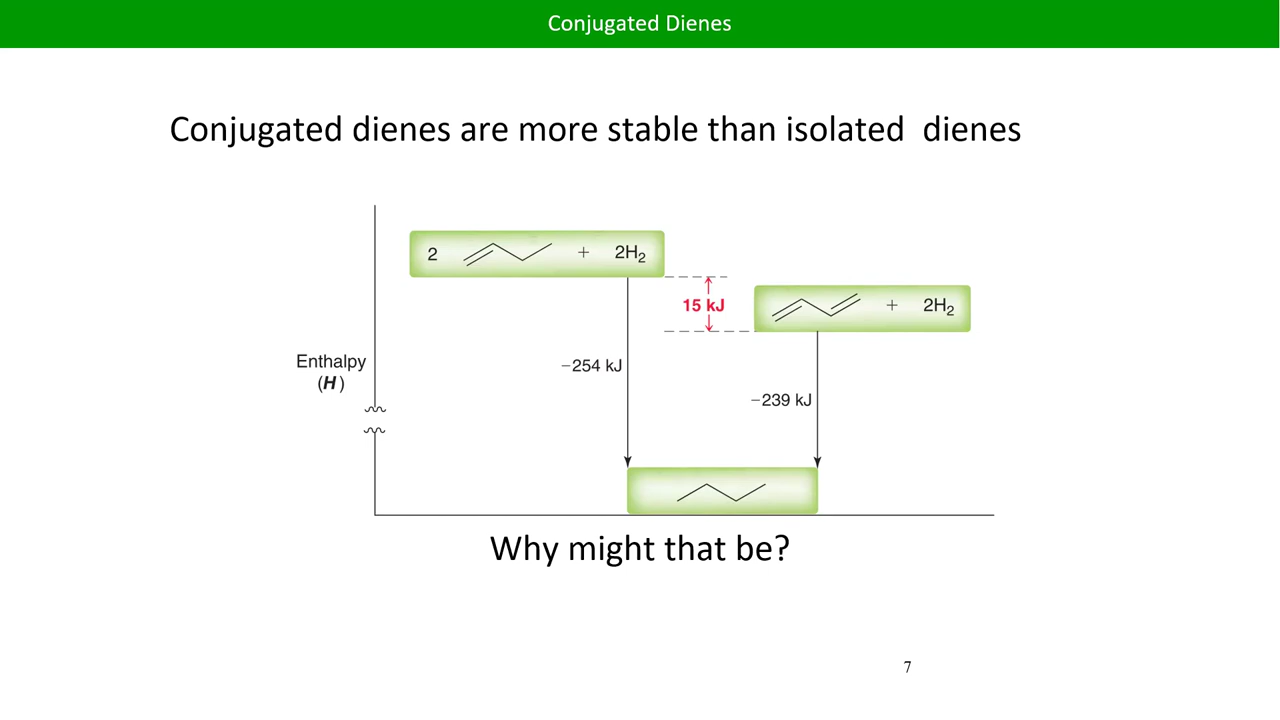 Conjugated Dienes
Conjugated dienes are more stable than isolated  dienes
2 + 2H₂
15 kJ
+ 2H₂
Enthalpy
(H)
−254 kJ
−239 kJ
Why might that be?
7